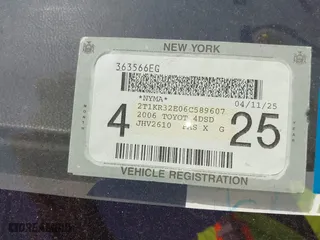 NEW YORK
363566EG
*NYMA* 04/11/25
2T1KR32E06C589607
4 2006 TOYOT 4DSD 25
JHV2610 PAS X G
VEHICLE REGISTRATION